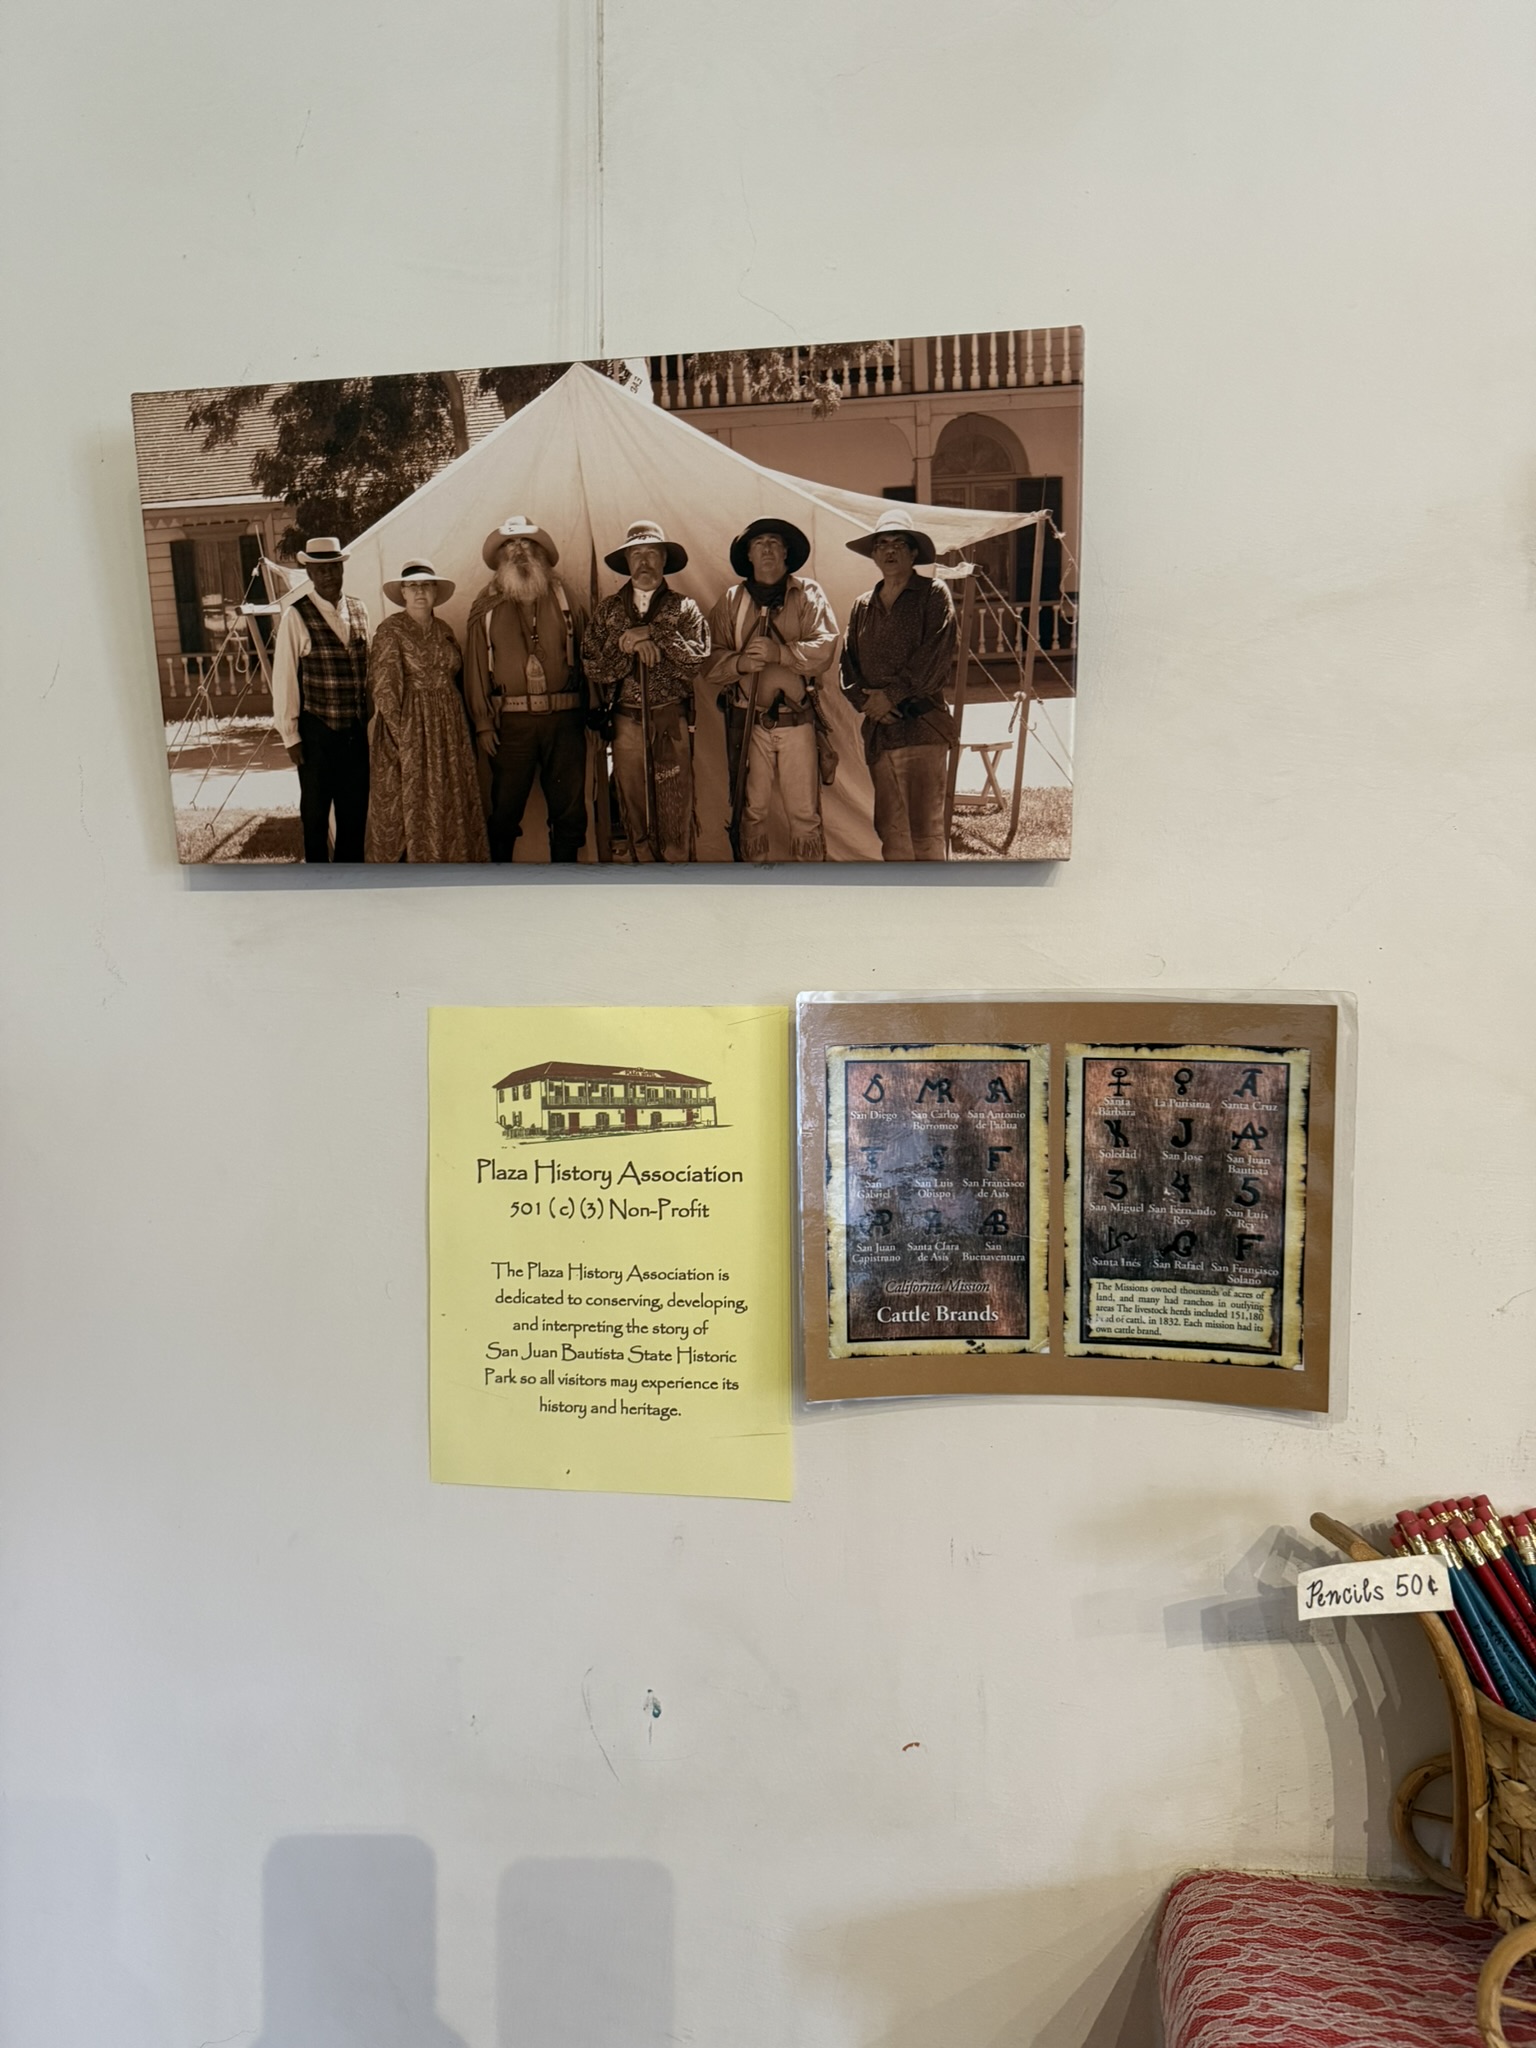 Plaza History Association
501 (c) (3) Non-Profit
The Plaza History Association is
dedicated to conserving, developing,
and interpreting the story of
San Juan Bautista State Historic
Park so all visitors may experience its
history and heritage.
San Diego
San Carlos
Borromeo
San Antonio
de Padua
San
Gabriel
San Luis
Obispo
San Francisco
de Asis
San Juan
Capistrano
Santa Clara
de Asis
San
Buenaventura
California Mission
Cattle Brands
Santa
Barbara
La Purisima
Santa Cruz
Soledad
San Jose
San Juan
Bautista
San Miguel
San Fernando
Rey
San Luis
Rey
Santa Inés
San Rafael
San Francisco
Solano
The Missions owned thousands of acres of
land, and many had ranchos in outlying
areas The livestock herds included 151,180
head of cattle in 1832. Each mission had its
own cattle brand.
Pencils 50¢